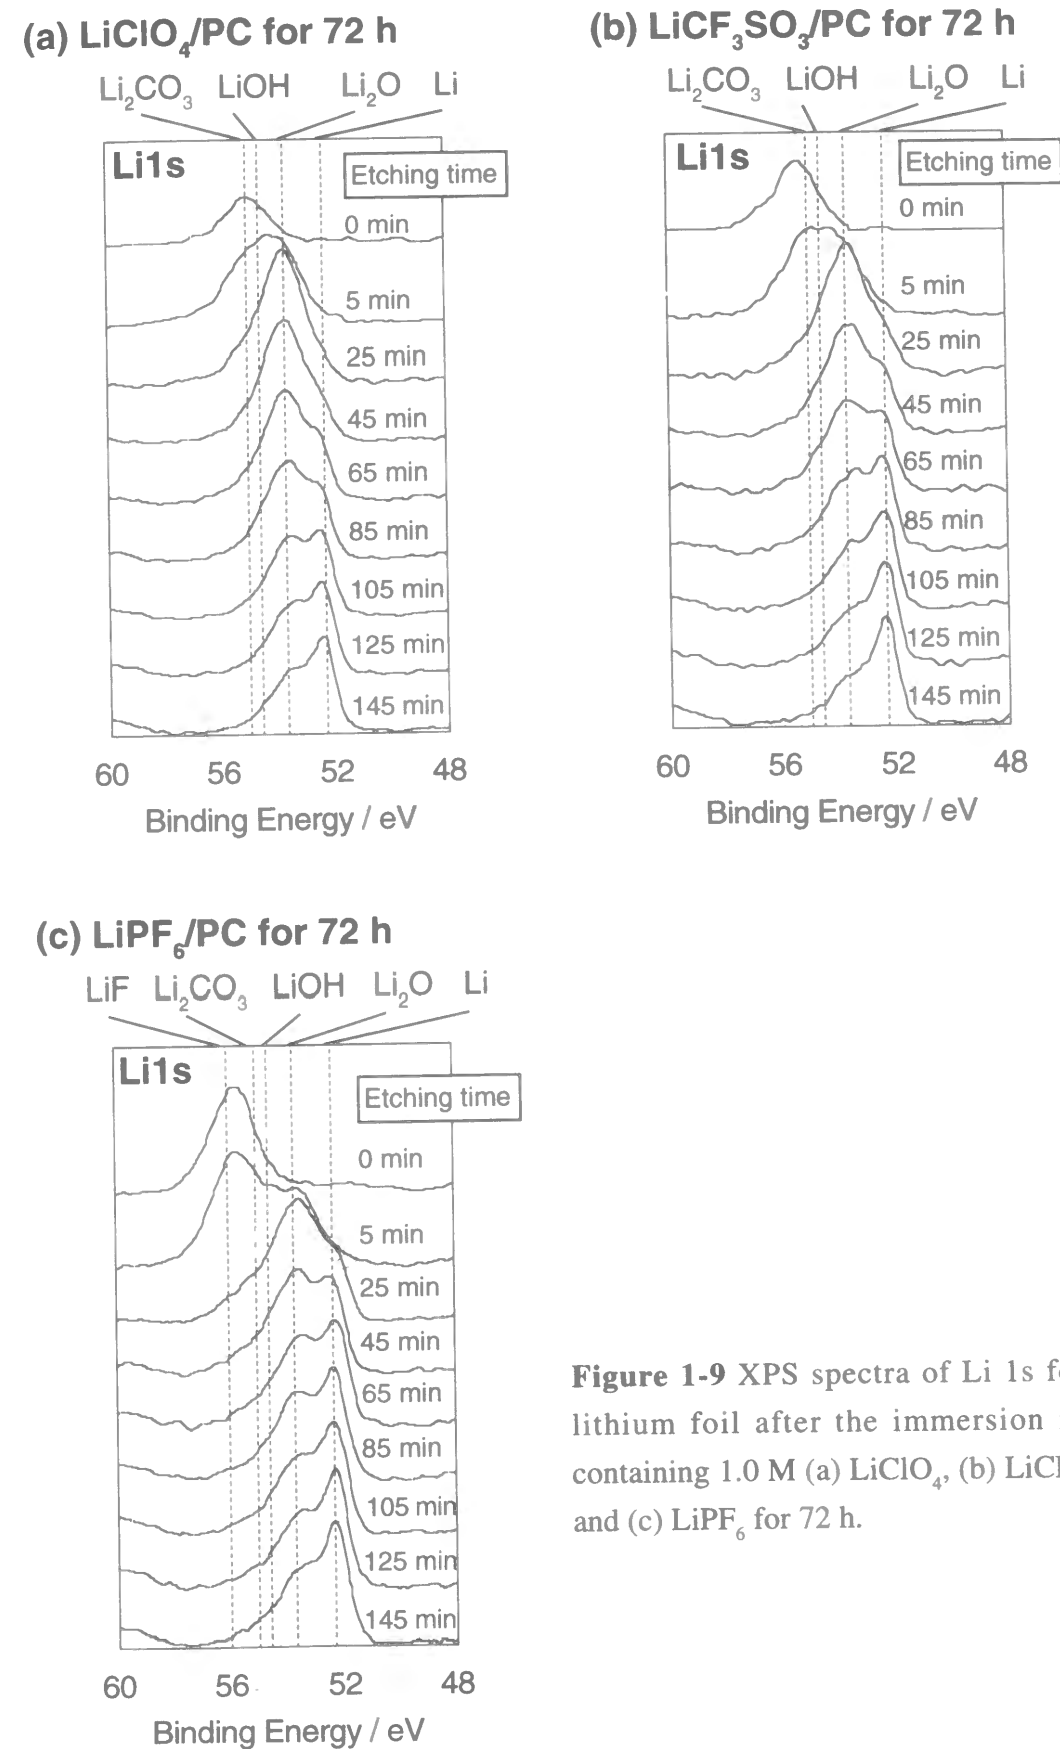 (a) LiClO₄/PC for 72 h
Li₂CO₃ LiOH Li₂O Li
Li1s
Etching time
0 min
5 min
25 min
45 min
65 min
85 min
105 min
125 min
145 min
60 56 52 48
Binding Energy / eV
(b) LiCF₃SO₃/PC for 72 h
Li₂CO₃ LiOH Li₂O Li
Li1s
Etching time
0 min
5 min
25 min
45 min
65 min
85 min
105 min
125 min
145 min
60 56 52 48
Binding Energy / eV
(c) LiPF₆/PC for 72 h
LiF Li₂CO₃ LiOH Li₂O Li
Li1s
Etching time
0 min
5 min
25 min
45 min
65 min
85 min
105 min
125 min
145 min
60 56 52 48
Binding Energy / eV
Figure 1-9 XPS spectra of Li 1s
lithium foil after the immersion
containing 1.0 M (a) LiClO₄, (b)
and (c) LiPF₆ for 72 h.